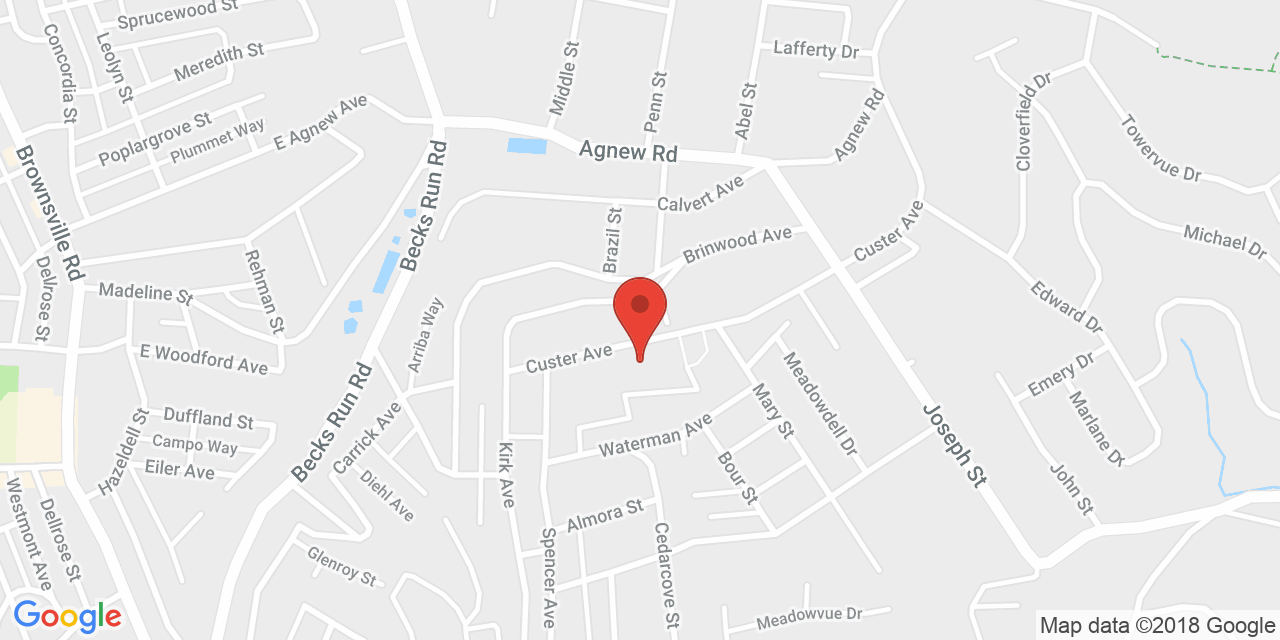 Sprucewood St
Concordia St
Leolyn St
Meredith St
Middle St
Penn St
Lafferty Dr
Abel St
Agnew Rd
Cloverfield Dr
Towervue Dr
Poplargrove St
Plummet Way
E Agnew Ave
Agnew Rd
Brownsville Rd
Becks Run Rd
Calvert Ave
Brazil St
Brinwood Ave
Custer Ave
Michael Dr
Dellrose St
Madeline St
Rehman St
Edward Dr
Arriba Way
E Woodford Ave
Custer Ave
Emery Dr
Marlane Dr
Mary St
Meadowdell Dr
Joseph St
Duffland St
Campo Way
Eiler Ave
Hazeldell St
Becks Run Rd
Carrick Ave
Diehl Ave
Kirk Ave
Waterman Ave
Bour St
John St
Westmont Ave
Dellrose St
Almora St
Spencer Ave
Cedarcove St
Glenroy St
Meadowvue Dr
Google
Map data ©2018 Google